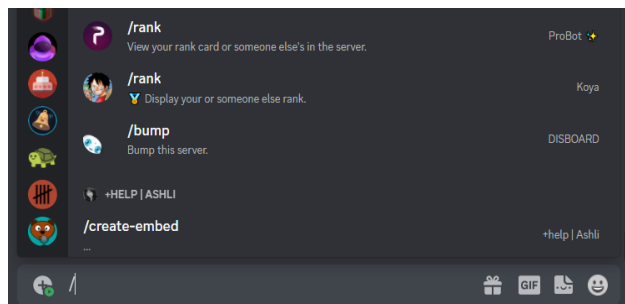 /rank
View your rank card or someone else's in the server.
ProBot ✨
/rank
🏅 Display your or someone else rank.
Koya
/bump
Bump this server.
DISBOARD
+HELP | ASHLI
/create-embed
...
+help | Ashli
/
GIF